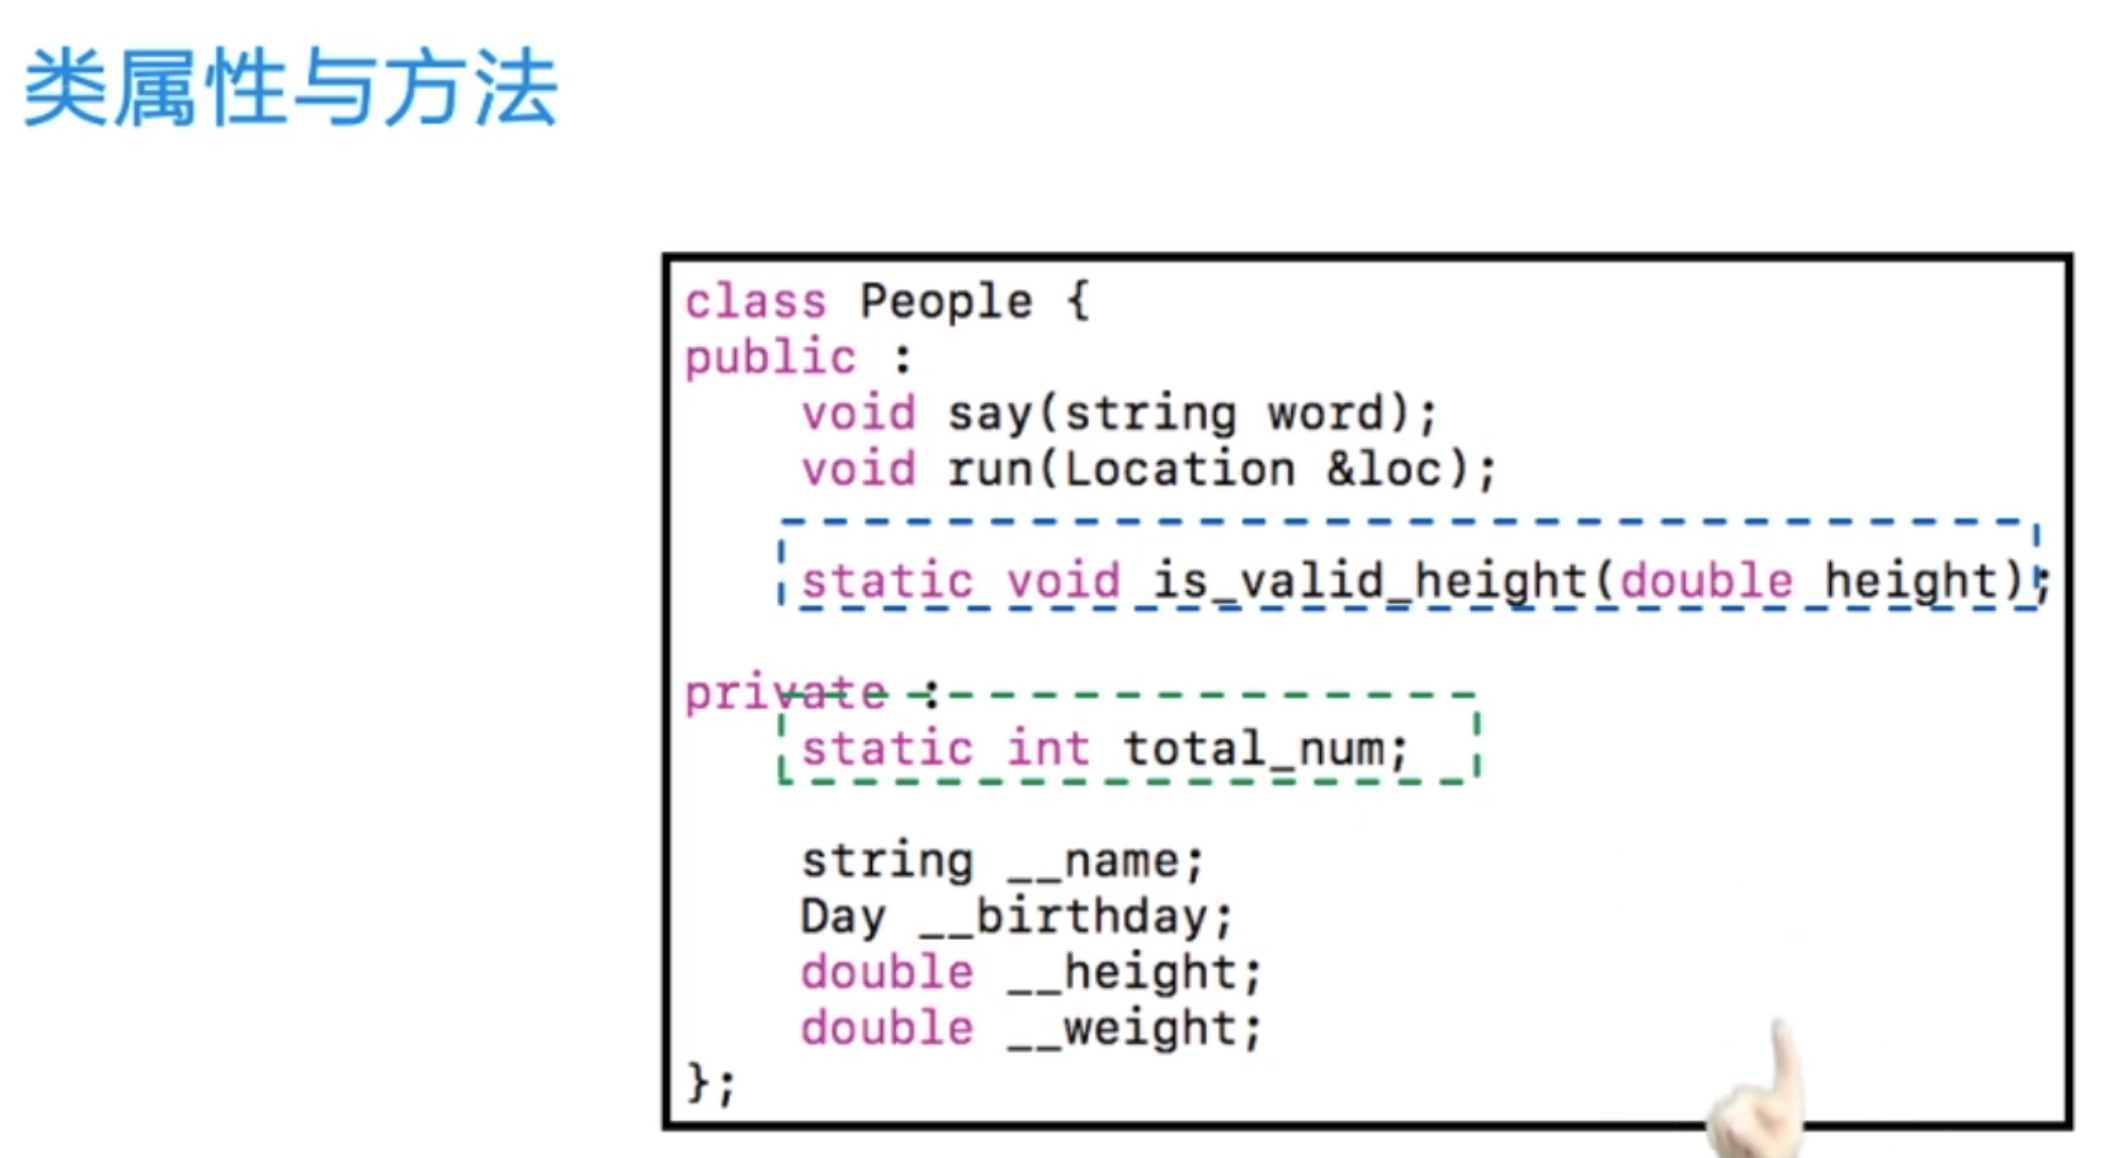 类属性与方法
class People {
public :
    void say(string word);
    void run(Location &loc);
    static void is_valid_height(double height);
private :
    static int total_num;
    string __name;
    Day __birthday;
    double __height;
    double __weight;
};